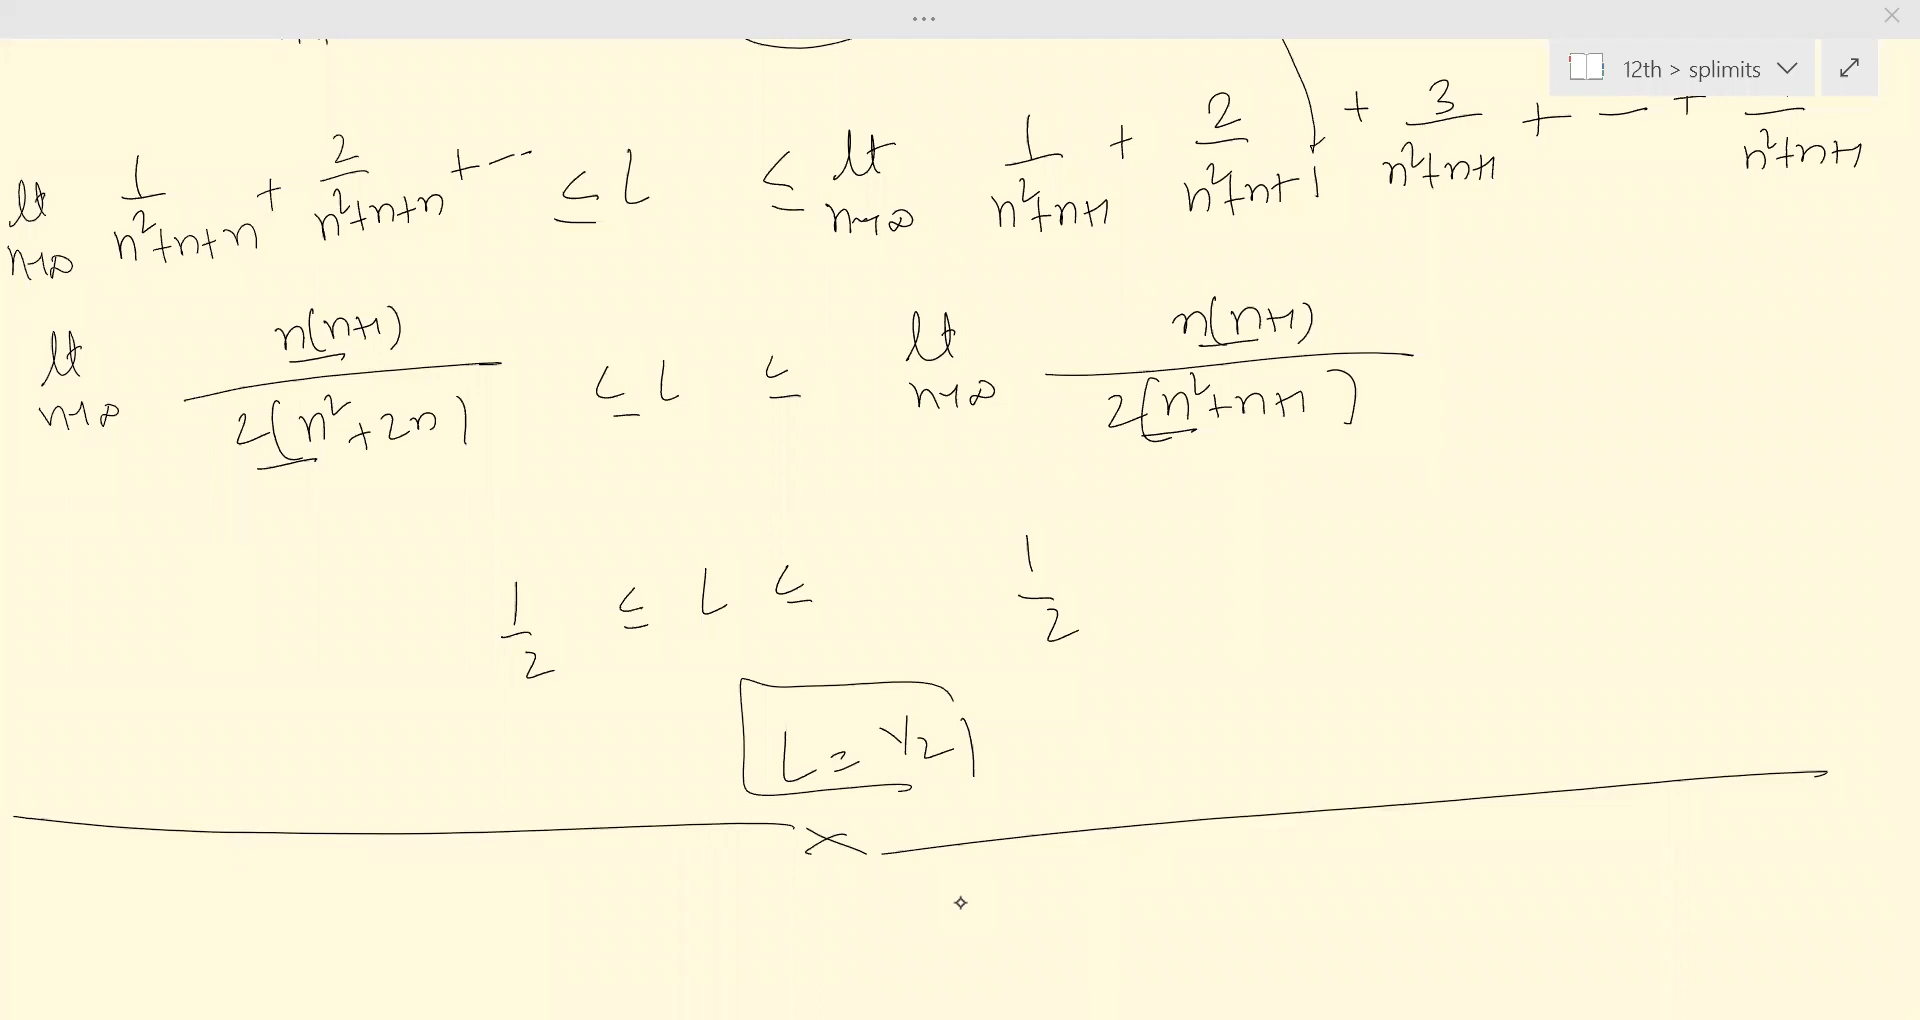 ...
12th > splimits
lt n→∞ 1/(n²+n+n) + 2/(n²+n+n) + --- ≤ L ≤ lt n→∞ 1/(n²+n+1) + 2/(n²+n+1) + 3/(n²+n+1) + - - + /(n²+n+1)
lt n→∞ n(n+1)/2(n²+2n) ≤ L ≤ lt n→∞ n(n+1)/2(n²+n+1)
1/2 ≤ L ≤ 1/2
L = 1/2